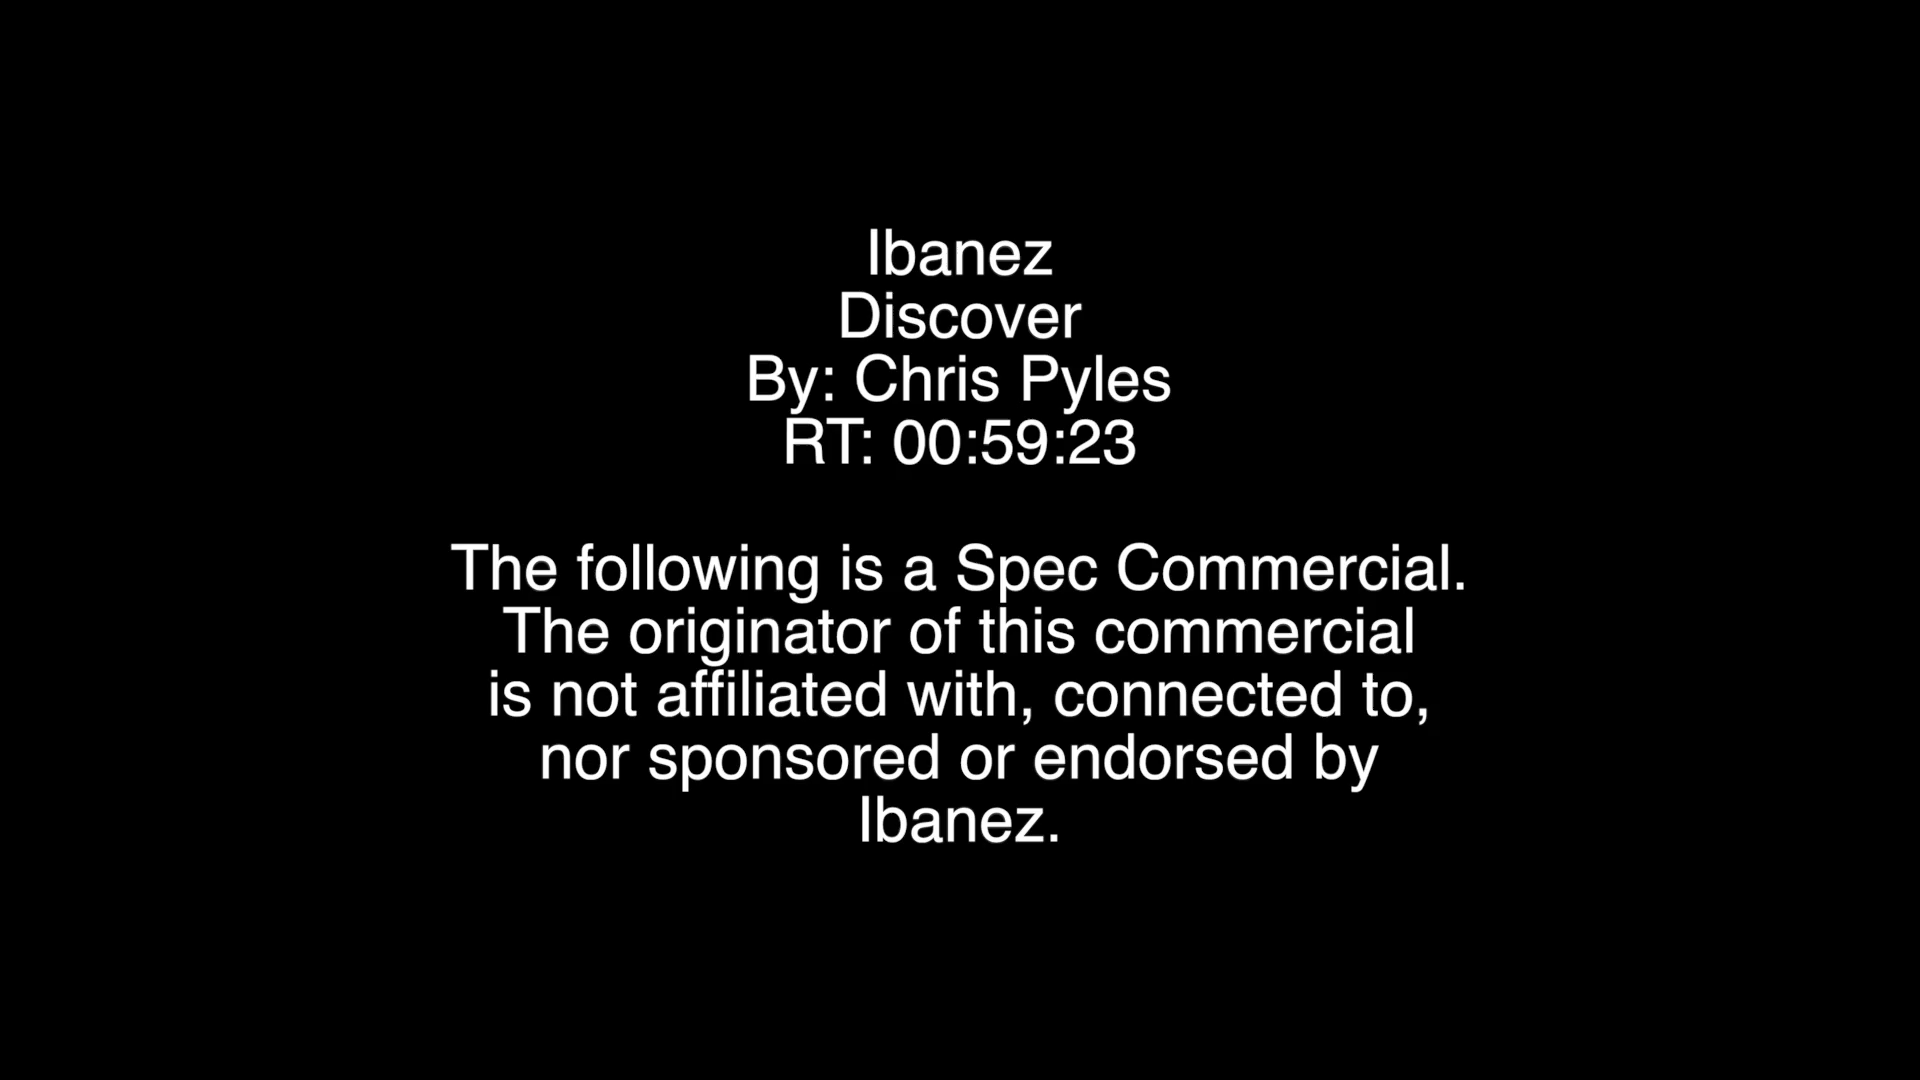 Ibanez
Discover
By: Chris Pyles
RT: 00:59:23
The following is a Spec Commercial.
The originator of this commercial
is not affiliated with, connected to,
nor sponsored or endorsed by
Ibanez.